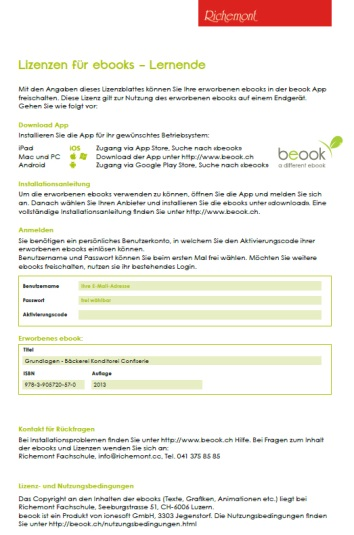 Richemont
Lizenzen für ebooks – Lernende
Mit den Angaben dieses Lizenzblattes können Sie Ihre erworbenen ebooks in der beook App
freischalten. Diese Lizenz gilt zur Nutzung des erworbenen ebooks auf einem Endgerät.
Gehen Sie wie folgt vor:
Download App
Installieren Sie die App für ihr gewünschtes Betriebsystem:
iPad iOS Zugang via App Store, Suche nach «beook»
Mac und PC Download der App unter http://www.beook.ch
Android Zugang via Google Play Store, Suche nach «beook»
beook
a different ebook
Installationsanleitung
Um die erworbenen ebooks verwenden zu können, öffnen Sie die App und melden Sie sich
an. Danach wählen Sie Ihren Anbieter und installieren Sie die ebooks unter «download». Eine
vollständige Installationsanleitung finden Sie unter http://www.beook.ch.
Anmelden
Sie benötigen ein persönliches Benutzerkonto, in welchem Sie den Aktivierungscode ihrer
erworbenen ebooks einlösen können.
Benutzername und Passwort können Sie beim ersten Mal frei wählen. Möchten Sie weitere
ebooks freischalten, nutzen sie ihr bestehendes Login.
Benutzername Ihre E-Mail-Adresse
Passwort frei wählbar
Aktivierungscode
Erworbenes ebook:
Titel
Grundlagen - Bäckerei Konditorei Confiserie
ISBN Auflage
978-3-905720-57-0 2013
Kontakt für Rückfragen
Bei Installationsproblemen finden Sie unter http://www.beook.ch Hilfe. Bei Fragen zum Inhalt
der ebooks und Lizenzen wenden Sie sich an:
Richemont Fachschule, info@richemont.cc, Tel. 041 375 85 85
Lizenz- und Nutzungsbedingungen
Das Copyright an den Inhalten der ebooks (Texte, Grafiken, Animationen etc.) liegt bei
Richemont Fachschule, Seeburgstrasse 51, CH-6006 Luzern.
beook ist ein Produkt von ionesoft GmbH, 3303 Jegenstorf. Die Nutzungsbedingungen finden
Sie unter http://beook.ch/nutzungsbedingungen.html